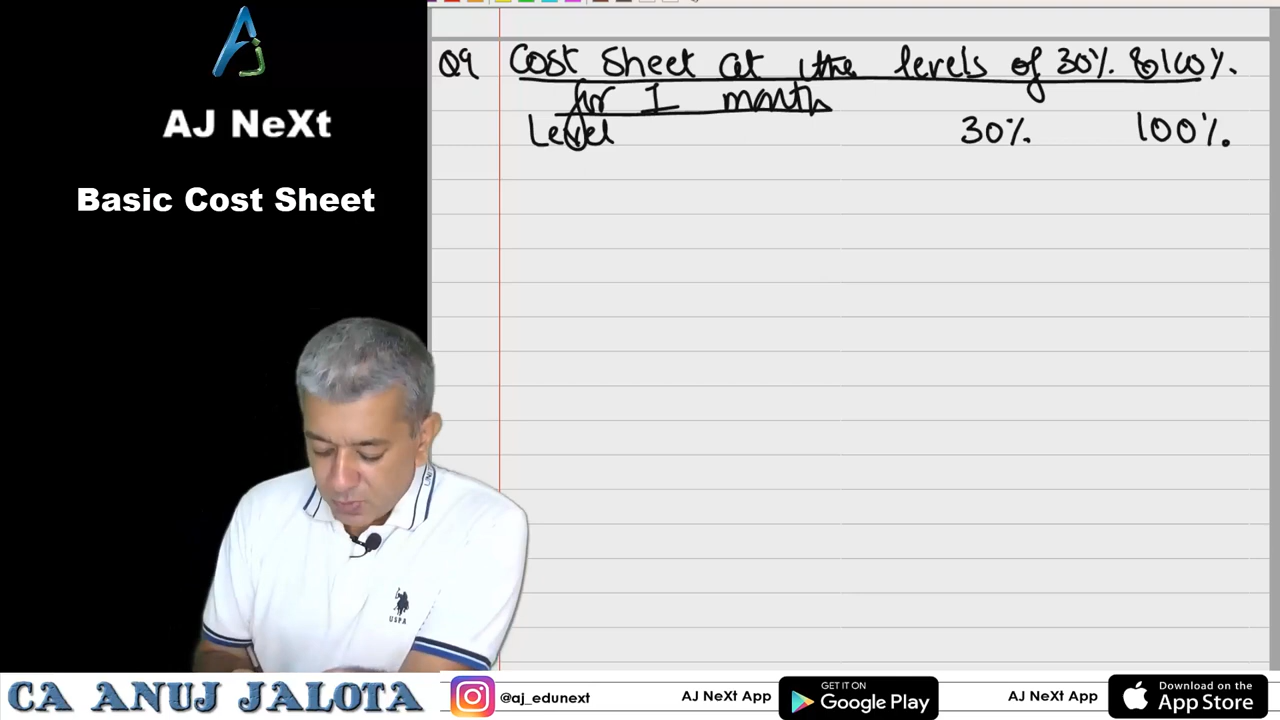 AJ NeXt
Basic Cost Sheet
Q9 Cost Sheet at the levels of 30% & 100%.
for 1 month
Level 30% 100%.
USPA
CA ANUJ JALOTA
@aj_edunext
AJ NeXt App
GET IT ON
Google Play
AJ NeXt App
Download on the
App Store